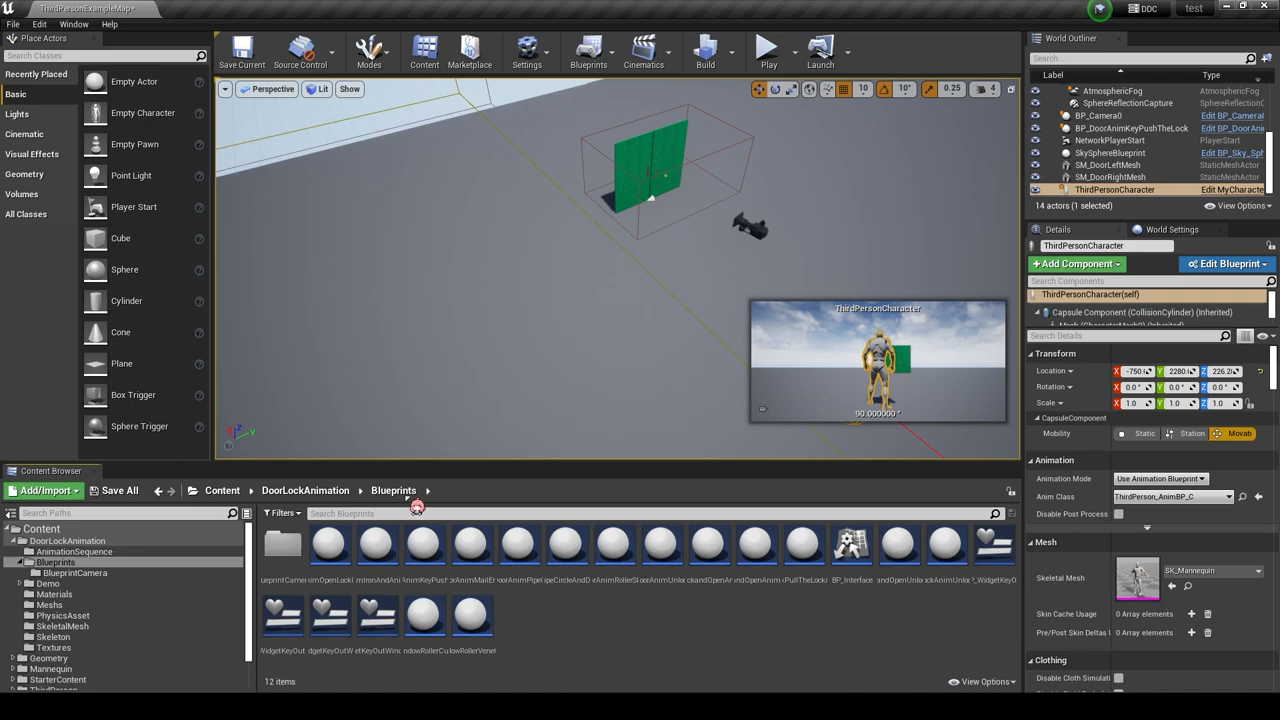 ThirdPersonExampleMap*
DDC
test
File Edit Window Help
Place Actors
Search Classes
Recently Placed
Basic
Lights
Cinematic
Visual Effects
Geometry
Volumes
All Classes
Empty Actor
Empty Character
Empty Pawn
Point Light
Player Start
Cube
Sphere
Cylinder
Cone
Plane
Box Trigger
Sphere Trigger
Save Current
Source Control
Modes
Content
Marketplace
Settings
Blueprints
Cinematics
Build
Play
Launch
Perspective
Lit
Show
10
10°
0.25
4
ThirdPersonCharacter
90.000000 °
World Outliner
Search...
Label Type
AtmosphericFog AtmosphericFog
SphereReflectionCapture SphereReflectionC
BP_Camera0 Edit BP_Camera(
BP_DoorAnimKeyPushTheLock Edit BP_DoorAni
NetworkPlayerStart PlayerStart
SkySphereBlueprint Edit BP_Sky_Sph
SM_DoorLeftMesh StaticMeshActor
SM_DoorRightMesh StaticMeshActor
ThirdPersonCharacter Edit MyCharacte
14 actors (1 selected)
View Options
Details
World Settings
ThirdPersonCharacter
+Add Component
Edit Blueprint
Search Components
ThirdPersonCharacter(self)
Capsule Component (CollisionCylinder) (Inherited)
Search Details
Transform
Location X -750. Y 2280. Z 226.2
Rotation X 0.0 ° Y 0.0 ° Z 0.0 °
Scale X 1.0 Y 1.0 Z 1.0
CapsuleComponent
Mobility Static Station Movab
Animation
Animation Mode Use Animation Blueprint
Anim Class ThirdPerson_AnimBP_C
Disable Post Process
Mesh
Skeletal Mesh SK_Mannequin
Skin Cache Usage 0 Array elements
Pre/Post Skin Deltas 0 Array elements
Clothing
Disable Cloth Simulati
Content Browser
Add/Import
Save All
Content DoorLockAnimation Blueprints
Search Paths
Filters
Search Blueprints
Content
DoorLockAnimation
AnimationSequence
Blueprints
BlueprintCamera
Demo
Materials
Meshes
PhysicsAsset
SkeletalMesh
Skeleton
Textures
Geometry
Mannequin
StarterContent
BP_Interface
12 items
View Options